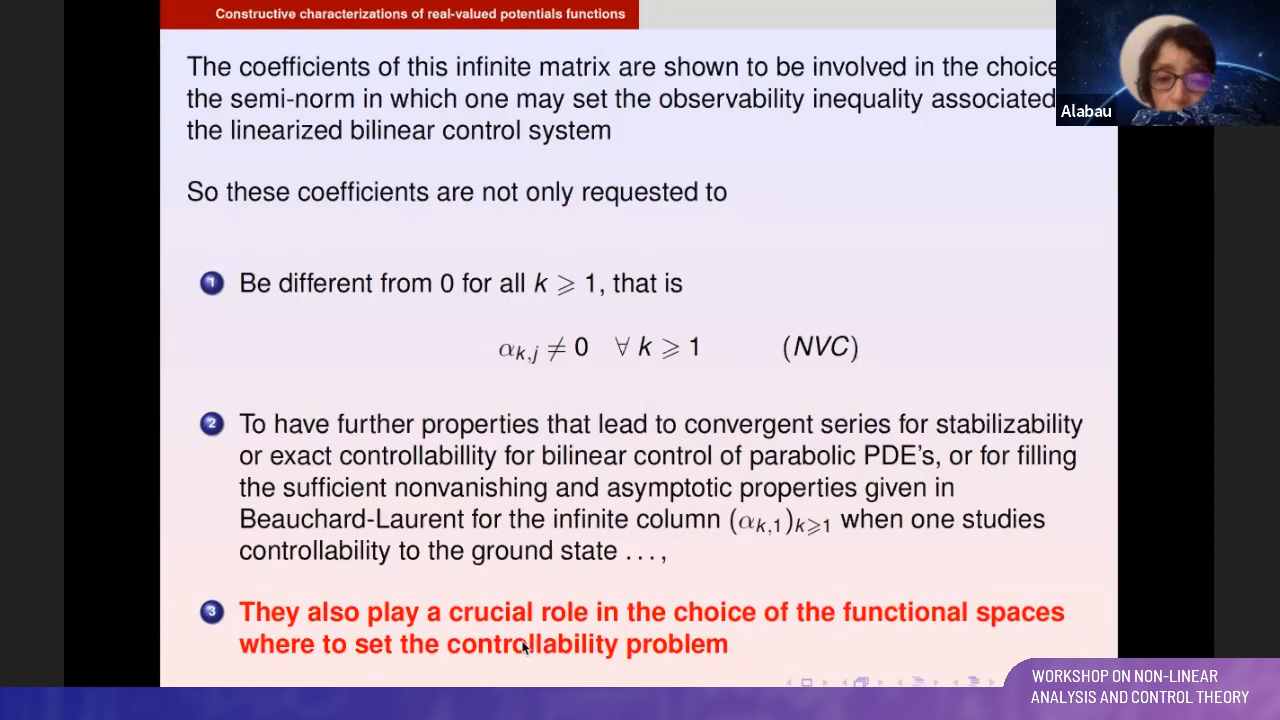 Constructive characterizations of real-valued potentials functions
The coefficients of this infinite matrix are shown to be involved in the choice
the semi-norm in which one may set the observability inequality associated
the linearized bilinear control system
Alabau
So these coefficients are not only requested to
1 Be different from 0 for all k ⩾ 1, that is
α_{k,j} ≠ 0 ∀ k ⩾ 1 (NVC)
2 To have further properties that lead to convergent series for stabilizability
or exact controllabillity for bilinear control of parabolic PDE's, or for filling
the sufficient nonvanishing and asymptotic properties given in
Beauchard-Laurent for the infinite column (α_{k,1})_{k⩾1} when one studies
controllability to the ground state . . . ,
3 They also play a crucial role in the choice of the functional spaces
where to set the controllability problem
WORKSHOP ON NON-LINEAR
ANALYSIS AND CONTROL THEORY